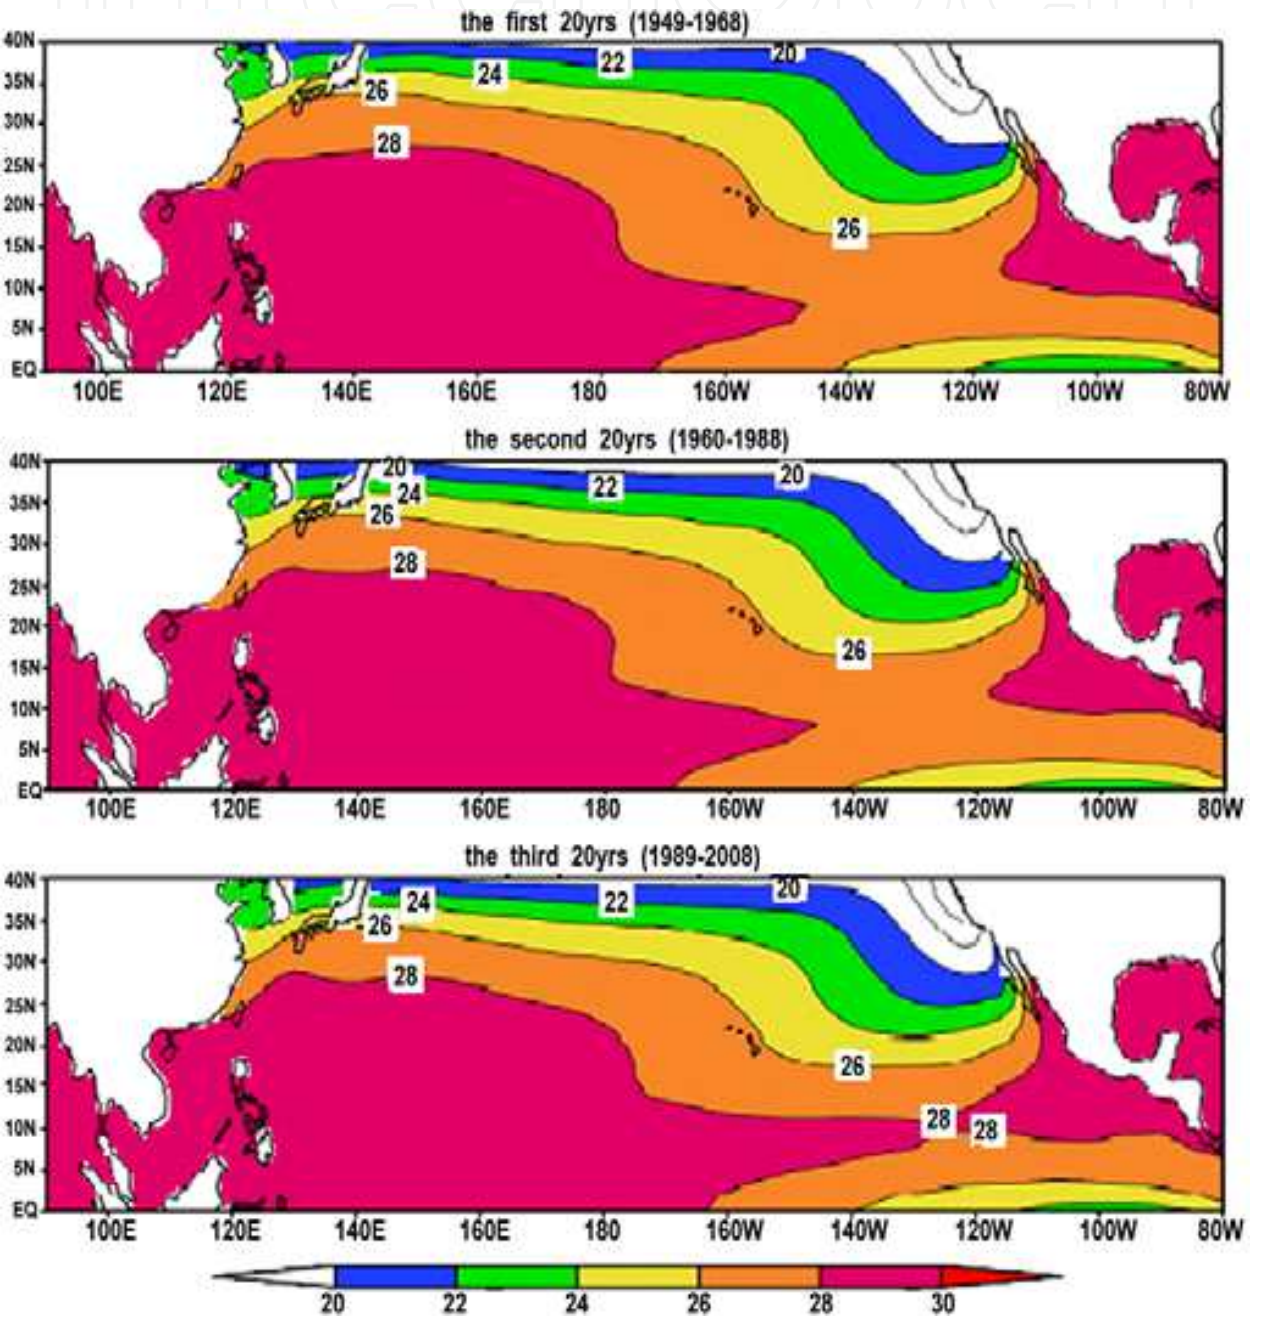 the first 20yrs (1949-1968)
40N
35N
30N
25N
20N
15N
10N
5N
EQ
20
22
24
26
28
26
100E 120E 140E 160E 180 160W 140W 120W 100W 80W
the second 20yrs (1960-1988)
40N
35N
30N
25N
20N
15N
10N
5N
EQ
20
20
22
24
26
28
26
100E 120E 140E 160E 180 160W 140W 120W 100W 80W
the third 20yrs (1989-2008)
40N
35N
30N
25N
20N
15N
10N
5N
EQ
20
22
24
26
28
26
28
28
100E 120E 140E 160E 180 160W 140W 120W 100W 80W
20 22 24 26 28 30